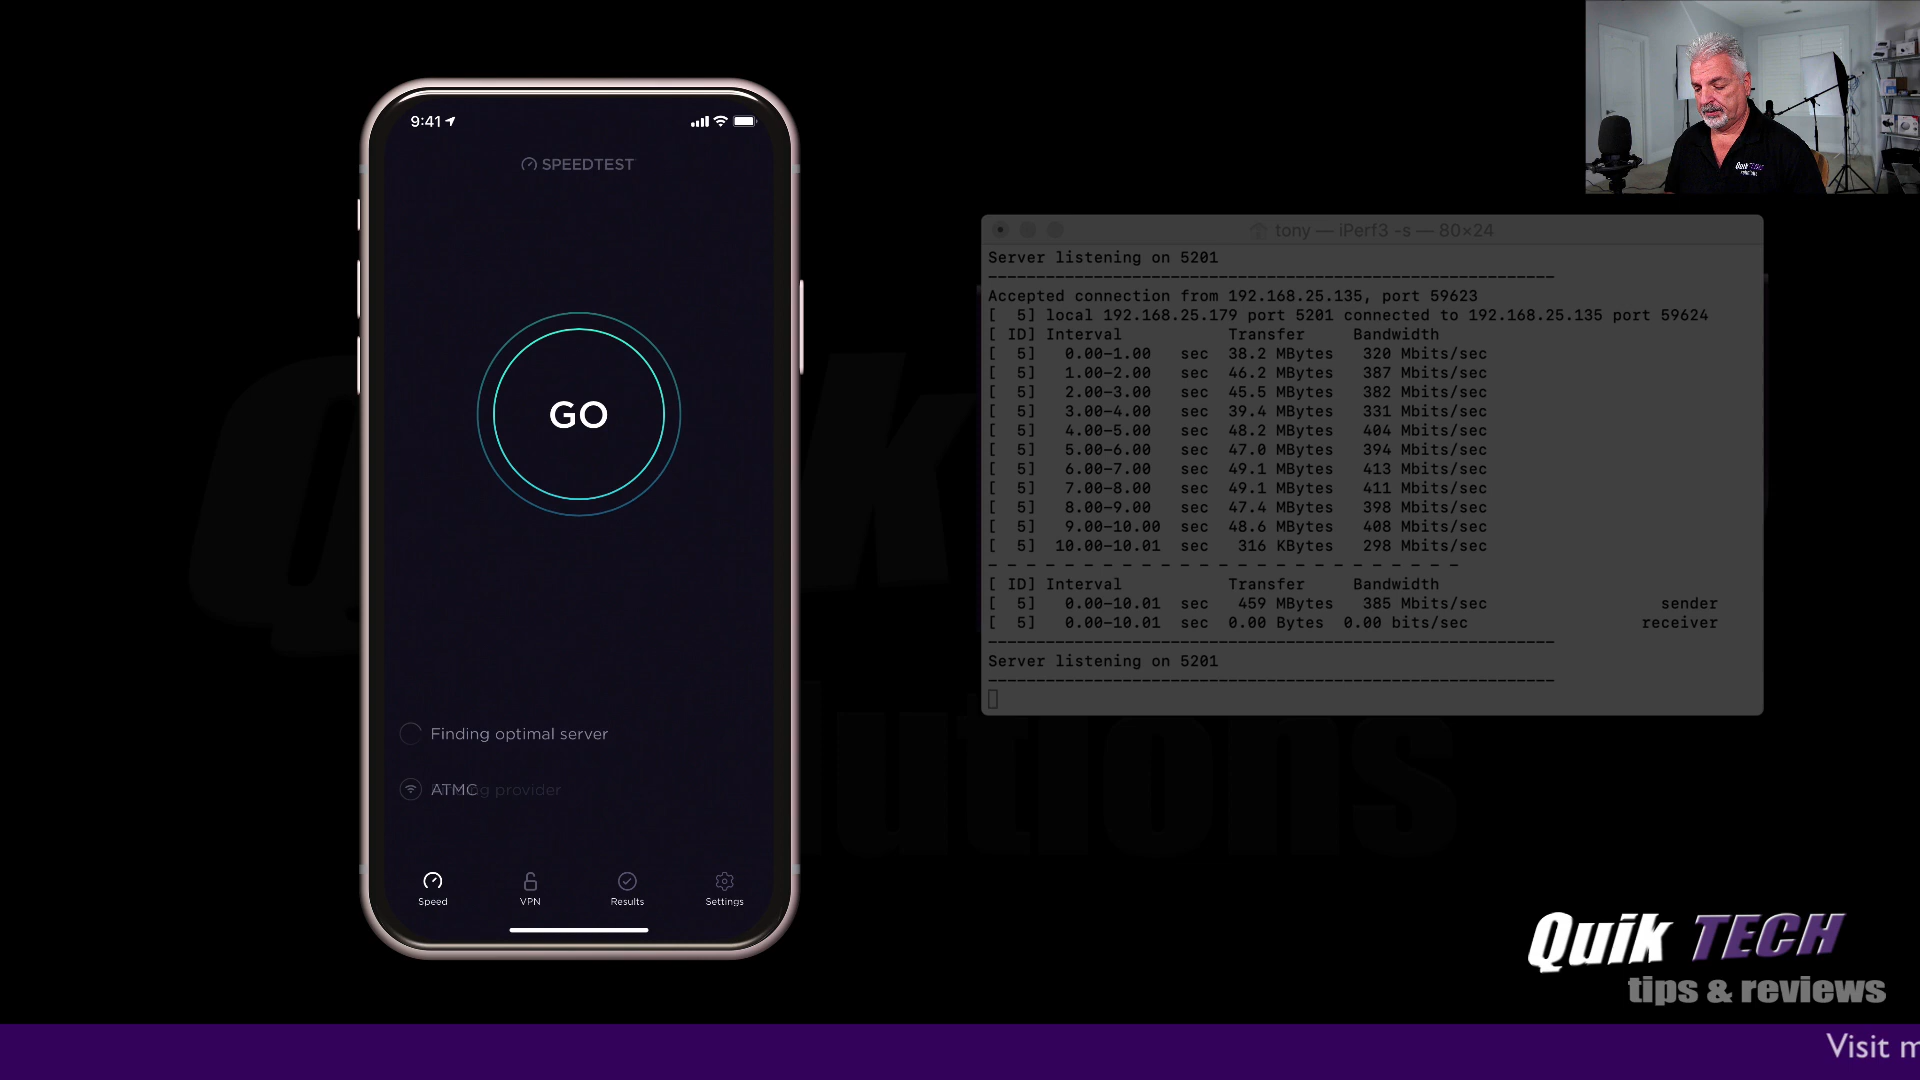 9:41
SPEEDTEST
GO
Finding optimal server
ATMC
provider
Speed
VPN
Results
Settings
tony — iPerf3 -s — 80×24
Server listening on 5201
-----------------------------------------------------------
Accepted connection from 192.168.25.135, port 59623
[  5] local 192.168.25.179 port 5201 connected to 192.168.25.135 port 59624
[ ID] Interval           Transfer     Bandwidth
[  5]   0.00-1.00   sec  38.2 MBytes   320 Mbits/sec
[  5]   1.00-2.00   sec  46.2 MBytes   387 Mbits/sec
[  5]   2.00-3.00   sec  45.5 MBytes   382 Mbits/sec
[  5]   3.00-4.00   sec  39.4 MBytes   331 Mbits/sec
[  5]   4.00-5.00   sec  48.2 MBytes   404 Mbits/sec
[  5]   5.00-6.00   sec  47.0 MBytes   394 Mbits/sec
[  5]   6.00-7.00   sec  49.1 MBytes   413 Mbits/sec
[  5]   7.00-8.00   sec  49.1 MBytes   411 Mbits/sec
[  5]   8.00-9.00   sec  47.4 MBytes   398 Mbits/sec
[  5]   9.00-10.00  sec  48.6 MBytes   408 Mbits/sec
[  5]  10.00-10.01  sec   316 KBytes   298 Mbits/sec
- - - - - - - - - - - - - - - - - - - - - - - - -
[ ID] Interval           Transfer     Bandwidth
[  5]   0.00-10.01  sec   459 MBytes   385 Mbits/sec                  sender
[  5]   0.00-10.01  sec  0.00 Bytes  0.00 bits/sec                  receiver
-----------------------------------------------------------
Server listening on 5201
-----------------------------------------------------------
Quik TECH
tips & reviews
Visit